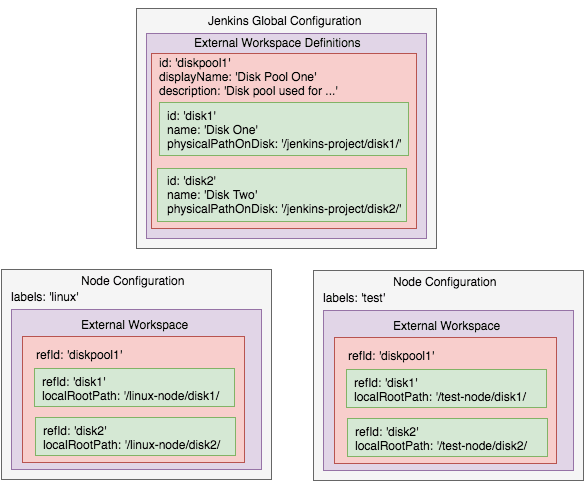 Jenkins Global Configuration
External Workspace Definitions
id: 'diskpool1'
displayName: 'Disk Pool One'
description: 'Disk pool used for ...'
id: 'disk1'
name: 'Disk One'
physicalPathOnDisk: '/jenkins-project/disk1/'
id: 'disk2'
name: 'Disk Two'
physicalPathOnDisk: '/jenkins-project/disk2/'
Node Configuration
labels: 'linux'
External Workspace
refId: 'diskpool1'
refId: 'disk1'
localRootPath: '/linux-node/disk1/
refId: 'disk2'
localRootPath: '/linux-node/disk2/
Node Configuration
labels: 'test'
External Workspace
refId: 'diskpool1'
refId: 'disk1'
localRootPath: '/test-node/disk1/
refId: 'disk2'
localRootPath: '/test-node/disk2/